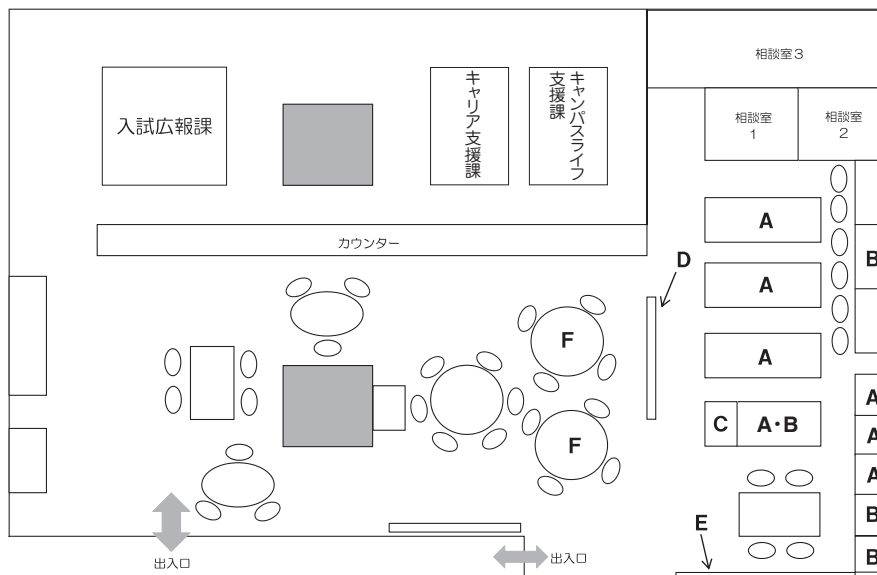 相談室3
入試広報課
キャリア支援課
キャンパスライフ
支援課
相談室
1
相談室
2
A
B
カウンター
D
A
F
A
A
C
A・B
A
F
A
A
B
E
出入口
出入口
B